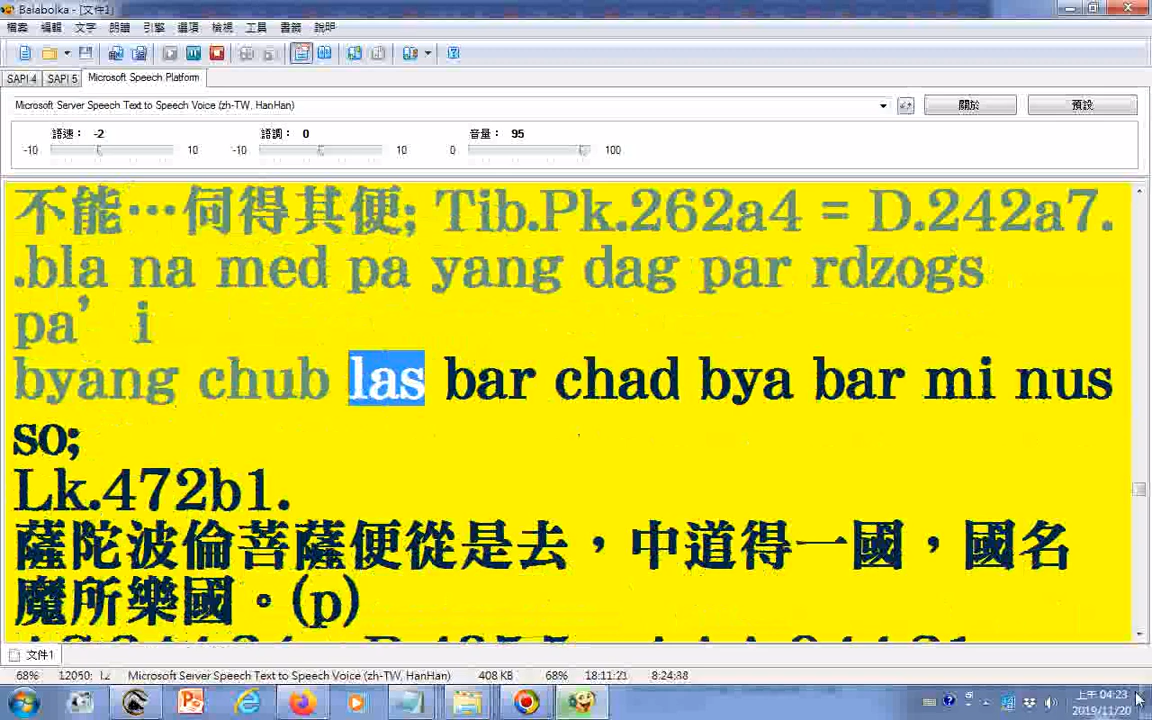 Balabolka - [文件1]
檔案 編輯 文字 朗讀 引擎 選項 檢視 工具 書籤 說明
SAPI 4 SAPI 5 Microsoft Speech Platform
Microsoft Server Speech Text to Speech Voice (zh-TW, HanHan) 關於 預設
語速： -2 語調： 0 音量： 95
-10 10 -10 10 0 100
不能…伺得其便; Tib.Pk.262a4 = D.242a7.
.bla na med pa yang dag par rdzogs
pa’ i
byang chub las bar chad bya bar mi nus
so;
Lk.472b1.
薩陀波倫菩薩便從是去，中道得一國，國名
魔所樂國。(p)
文件1
68% 12050: Microsoft Server Speech Text to Speech Voice (zh-TW, HanHan) 408 KB 68% 18:11:21 8:24:38
上午 04:23
2019/11/20